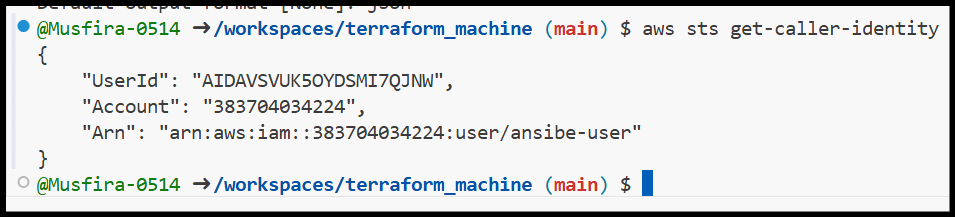 Default output format [None]: json
@Musfira-0514 ➜/workspaces/terraform_machine (main) $ aws sts get-caller-identity
{
    "UserId": "AIDAVSVUK5OYDSMI7QJNW",
    "Account": "383704034224",
    "Arn": "arn:aws:iam::383704034224:user/ansibe-user"
}
@Musfira-0514 ➜/workspaces/terraform_machine (main) $